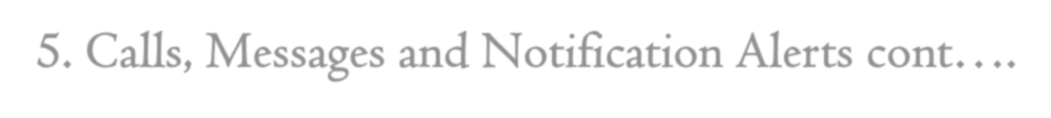 5. Calls, Messages and Notification Alerts cont….